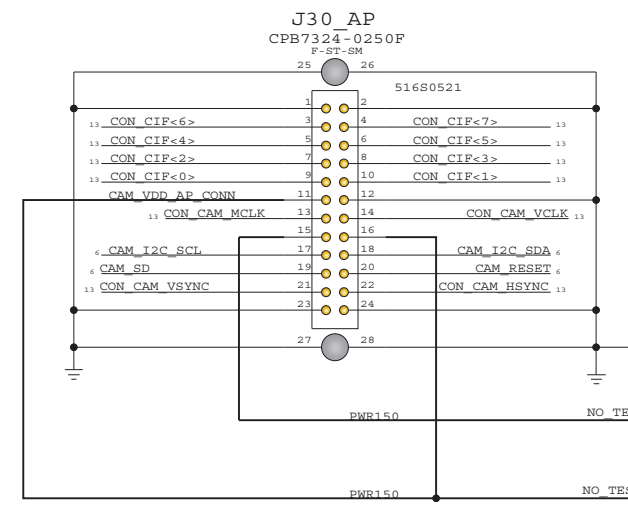 J30_AP
CPB7324-0250F
F-ST-SM
25 26
516S0521
1 2
13 CON_CIF<6> 3 4 CON_CIF<7> 13
13 CON_CIF<4> 5 6 CON_CIF<5> 13
13 CON_CIF<2> 7 8 CON_CIF<3> 13
13 CON_CIF<0> 9 10 CON_CIF<1> 13
CAM_VDD_AP_CONN 11 12
13 CON_CAM_MCLK 13 14 CON_CAM_VCLK 13
15 16
6 CAM_I2C_SCL 17 18 CAM_I2C_SDA 6
6 CAM_SD 19 20 CAM_RESET 6
13 CON_CAM_VSYNC 21 22 CON_CAM_HSYNC 13
23 24
27 28
PWR150 NO_TE
PWR150 NO_TES